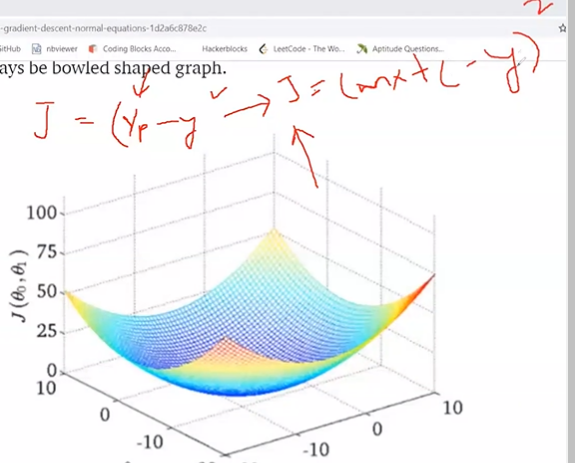 -gradient-descent-normal-equations-1d2a6c878e2c
GitHub nbviewer Coding Blocks Acco... Hackerblocks LeetCode - The Wo... Aptitude Questions...
ays be bowled shaped graph.
J = (Yp - y → J = (mx + c - y)²
100
75
50
25
0
J(θ₀,θ₁)
10
0
-10
-10
0
10